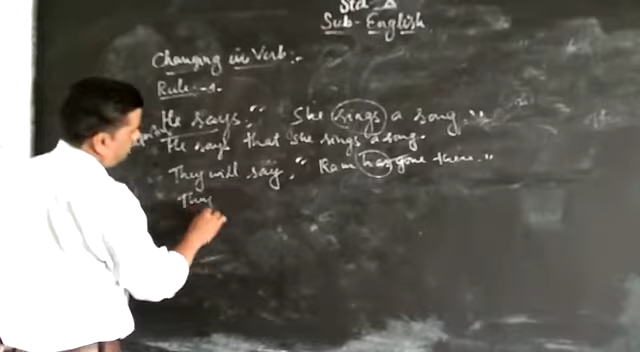 Sub- English
Changing in Verb:-
Rule:-
He says, " She sings a song."
He says that She sings a song.
They will say, " Ram has gone there."
They